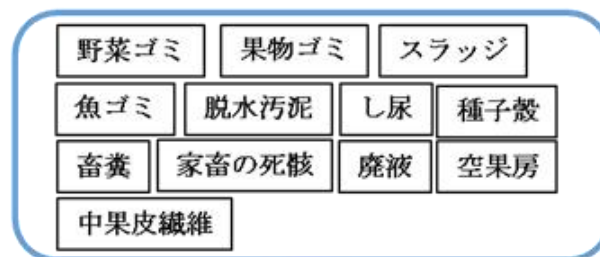 野菜ゴミ 果物ゴミ スラッジ
魚ゴミ 脱水汚泥 し尿 種子殻
畜糞 家畜の死骸 廃液 空果房
中果皮繊維